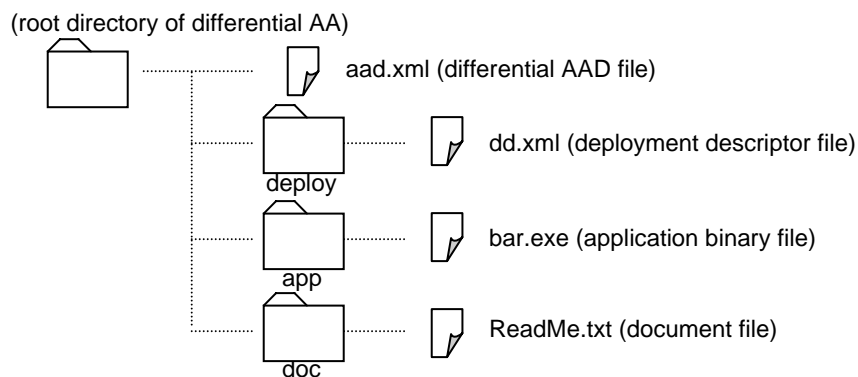 (root directory of differential AA)
aad.xml (differential AAD file)
dd.xml (deployment descriptor file)
deploy
bar.exe (application binary file)
app
ReadMe.txt (document file)
doc